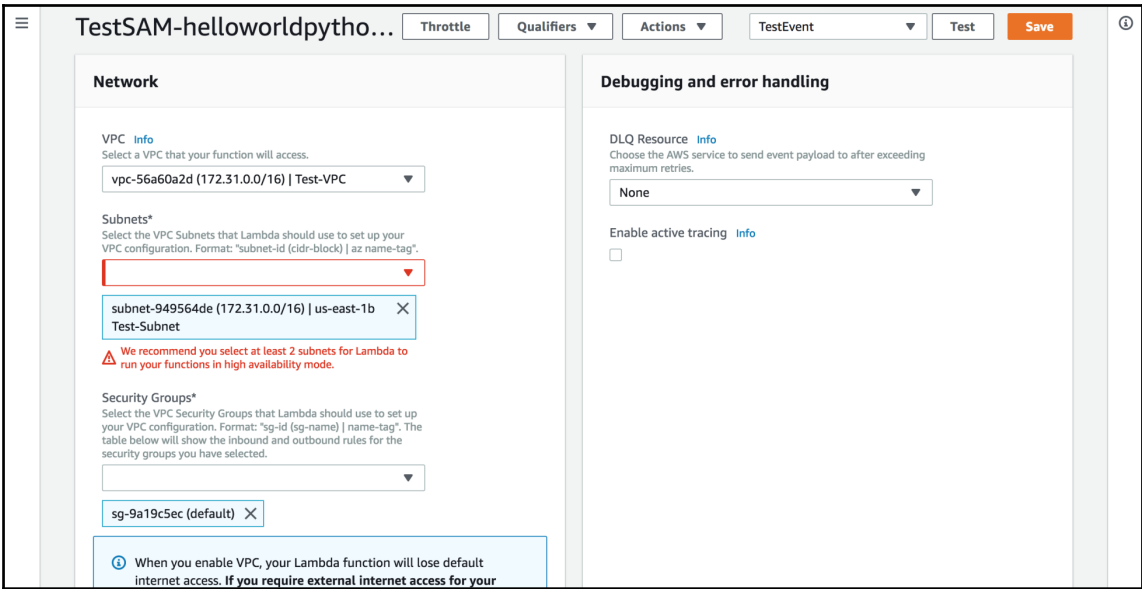 TestSAM-helloworldpytho...
Throttle
Qualifiers
Actions
TestEvent
Test
Save
Network
VPC Info
Select a VPC that your function will access.
vpc-56a60a2d (172.31.0.0/16) | Test-VPC
Subnets*
Select the VPC Subnets that Lambda should use to set up your
VPC configuration. Format: "subnet-id (cidr-block) | az name-tag".
subnet-949564de (172.31.0.0/16) | us-east-1b
Test-Subnet
We recommend you select at least 2 subnets for Lambda to
run your functions in high availability mode.
Security Groups*
Select the VPC Security Groups that Lambda should use to set up
your VPC configuration. Format: "sg-id (sg-name) | name-tag". The
table below will show the inbound and outbound rules for the
security groups you have selected.
sg-9a19c5ec (default)
When you enable VPC, your Lambda function will lose default
internet access. If you require external internet access for your
Debugging and error handling
DLQ Resource Info
Choose the AWS service to send event payload to after exceeding
maximum retries.
None
Enable active tracing Info